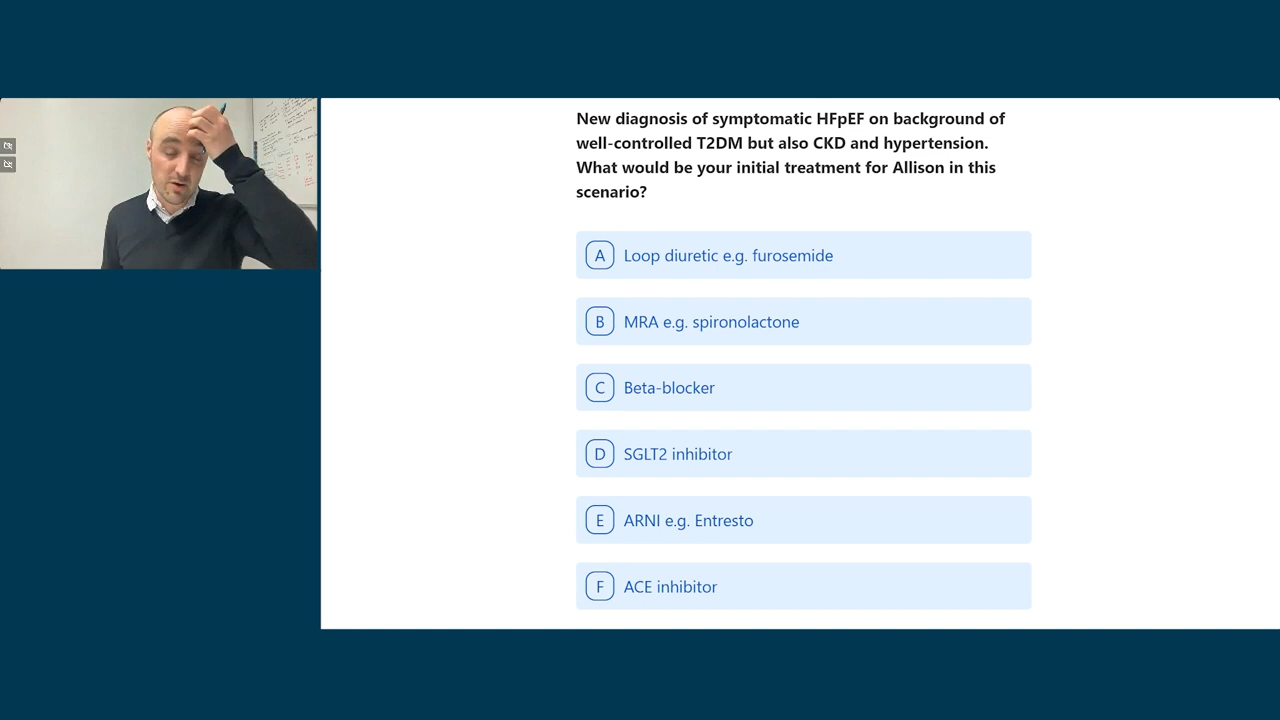 New diagnosis of symptomatic HFpEF on background of
well-controlled T2DM but also CKD and hypertension.
What would be your initial treatment for Allison in this
scenario?
A Loop diuretic e.g. furosemide
B MRA e.g. spironolactone
C Beta-blocker
D SGLT2 inhibitor
E ARNI e.g. Entresto
F ACE inhibitor